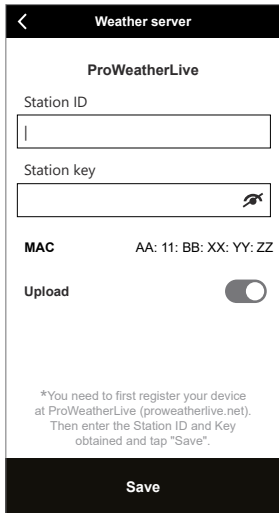 Weather server
ProWeatherLive
Station ID
Station key
MAC AA: 11: BB: XX: YY: ZZ
Upload
*You need to first register your device
at ProWeatherLive (proweatherlive.net).
Then enter the Station ID and Key
obtained and tap "Save".
Save